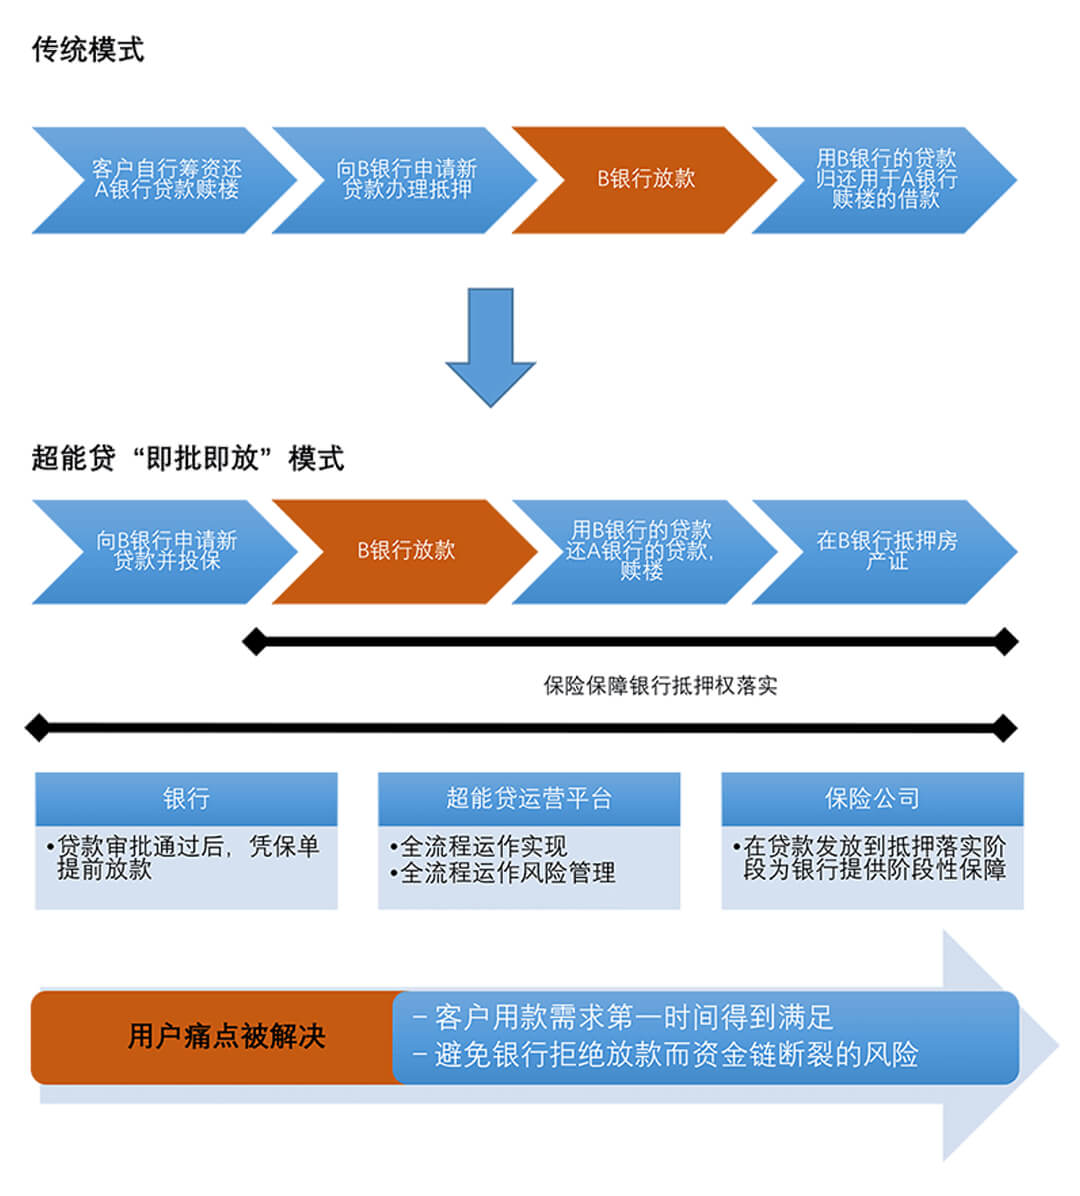 传统模式
客户自行筹资还
A银行贷款赎楼
向B银行申请新
贷款办理抵押
B银行放款
用B银行的贷款
归还用于A银行
赎楼的借款
超能贷“即批即放”模式
向B银行申请新
贷款并投保
B银行放款
用B银行的贷款
还A银行的贷款,
赎楼
在B银行抵押房
产证
保险保障银行抵押权落实
银行
•贷款审批通过后，凭保单
提前放款
超能贷运营平台
•全流程运作实现
•全流程运作风险管理
保险公司
•在贷款发放到抵押落实阶
段为银行提供阶段性保障
用户痛点被解决
– 客户用款需求第一时间得到满足
– 避免银行拒绝放款而资金链断裂的风险